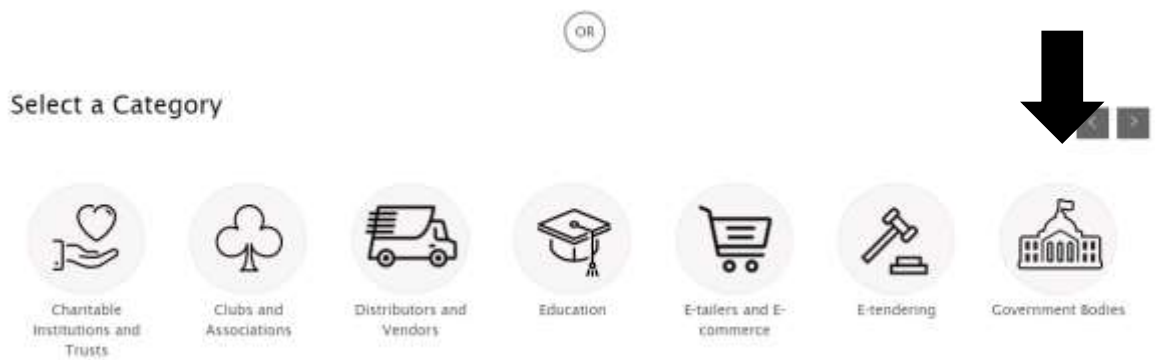 OR
Select a Category
< >
Charitable
Institutions and
Trusts
Clubs and
Associations
Distributors and
Vendors
Education
E-tailers and E-
commerce
E-tendering
Government Bodies